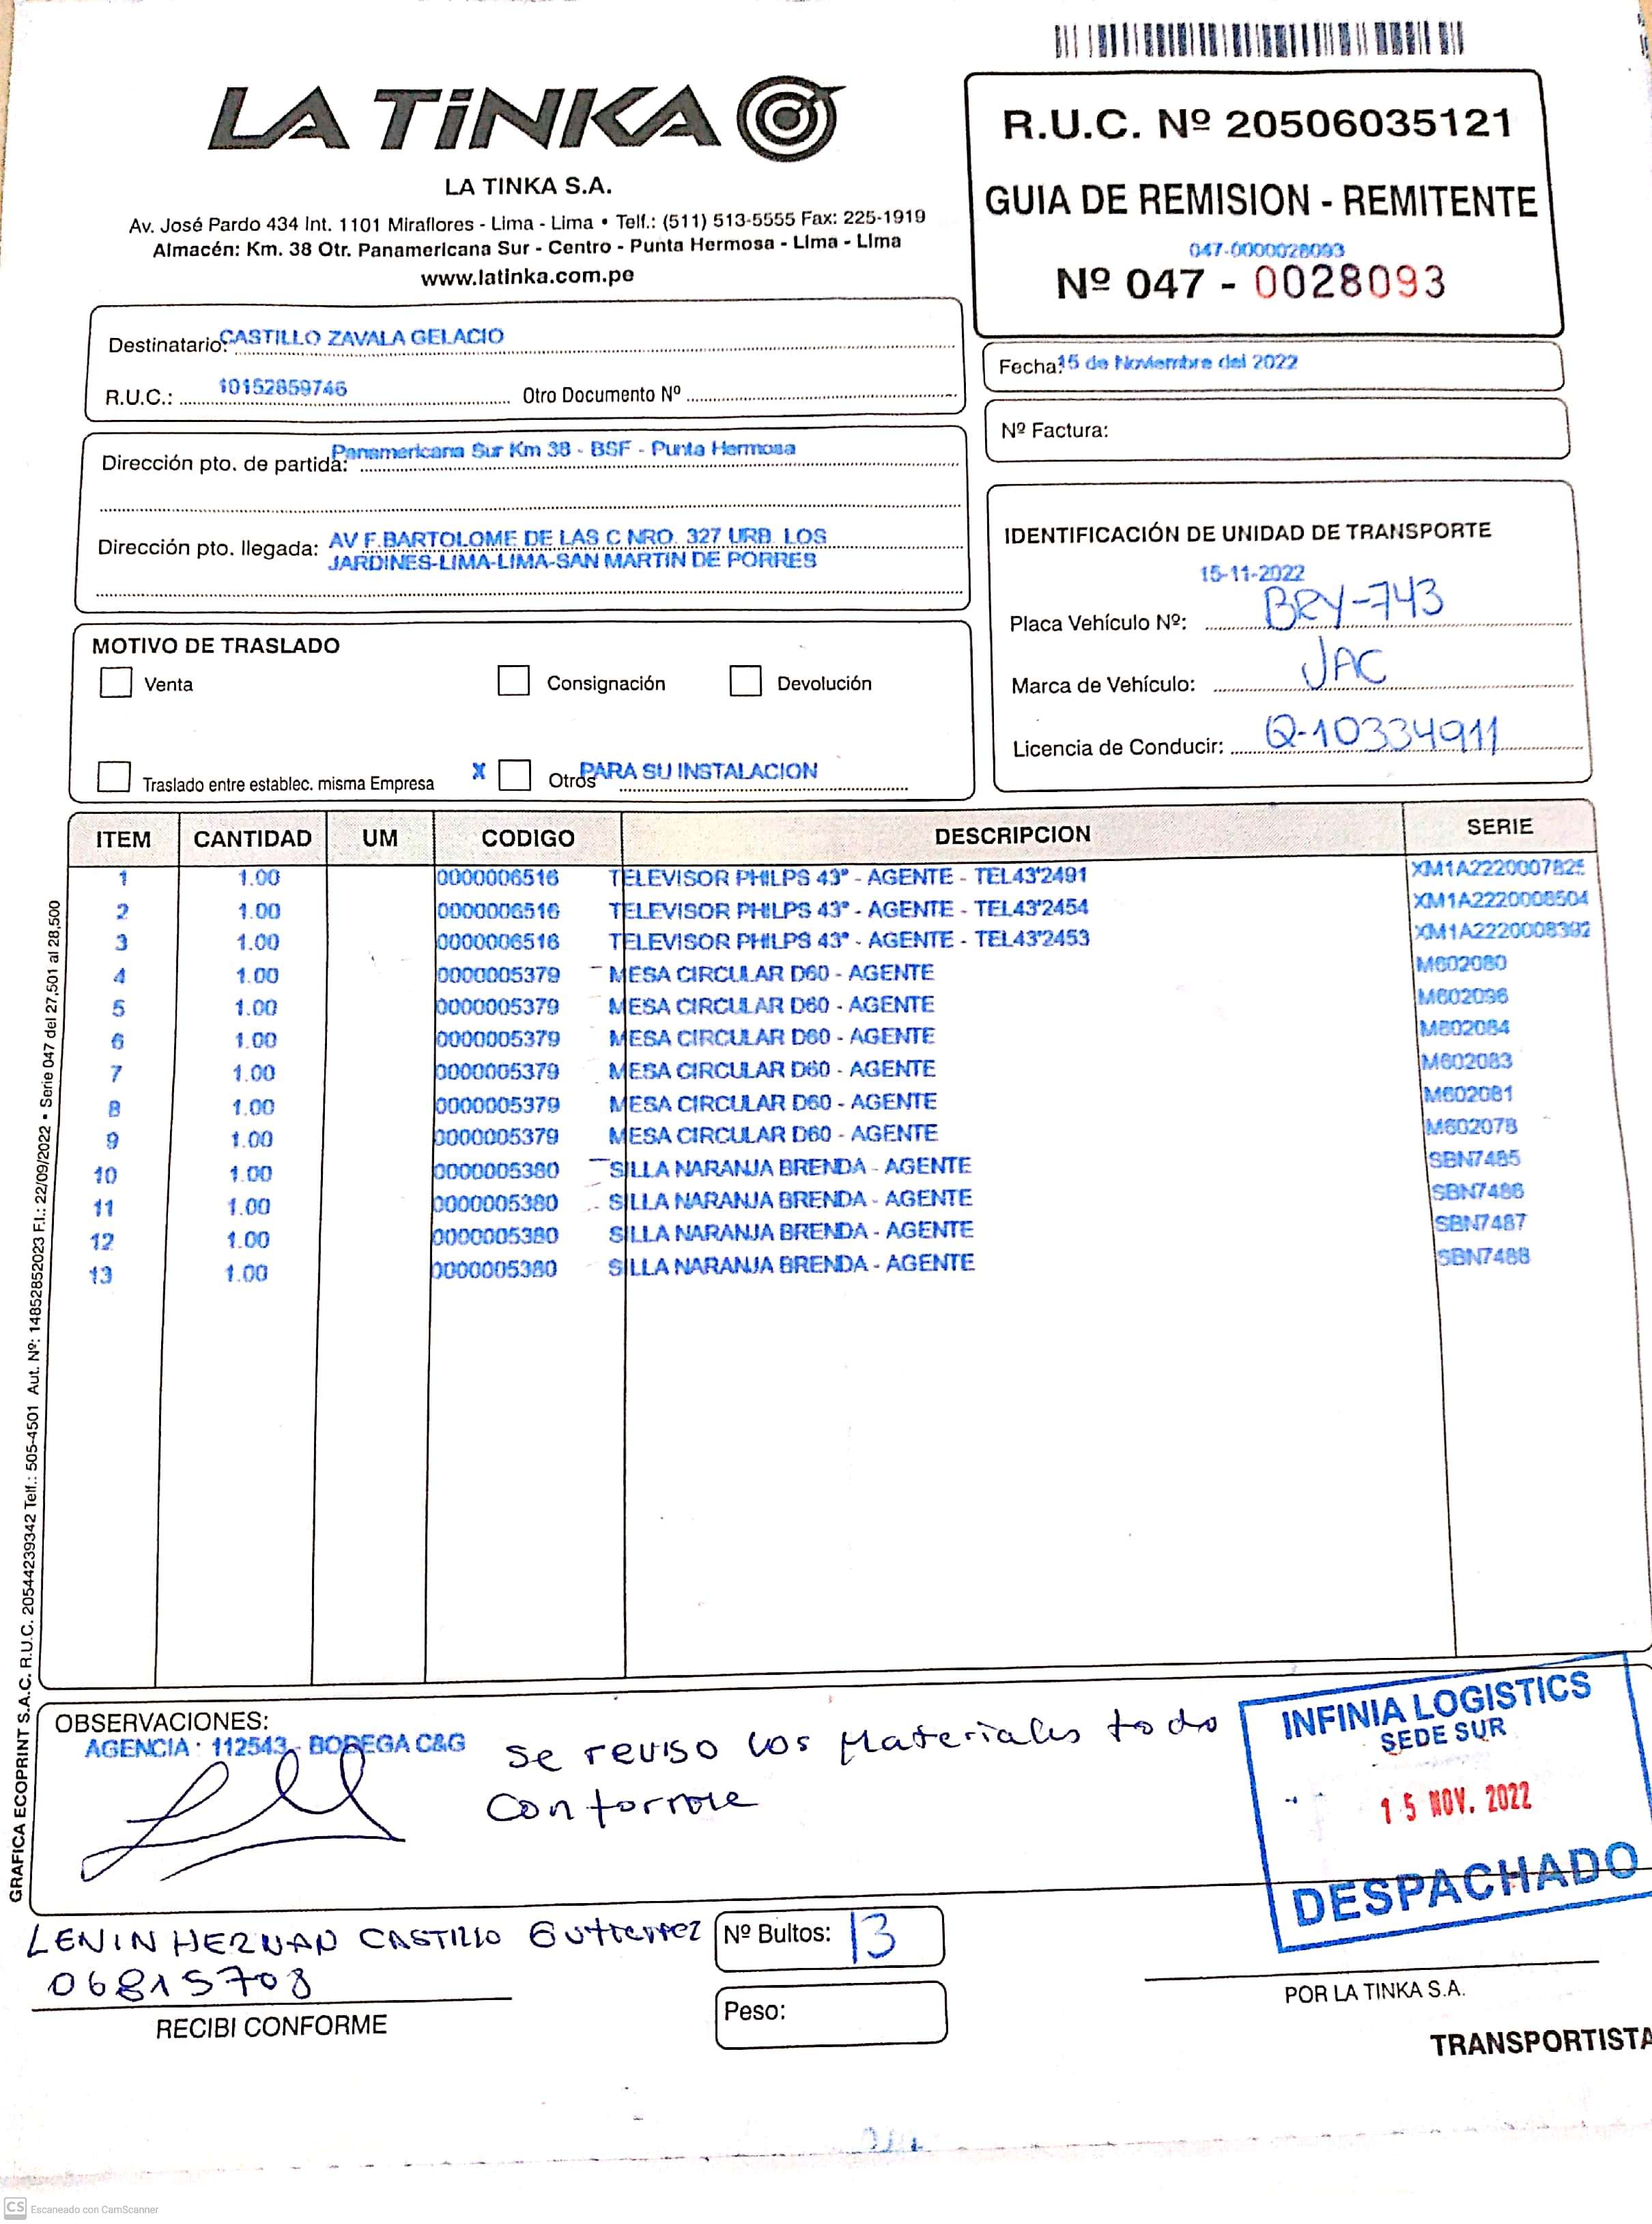 LA TiNKA
LA TINKA S.A.
Av. José Pardo 434 Int. 1101 Miraflores - Lima - Lima • Telf.: (511) 513-5555 Fax: 225-1919
Almacén: Km. 38 Otr. Panamericana Sur - Centro - Punta Hermosa - Lima - Lima
www.latinka.com.pe
R.U.C. Nº 20506035121
GUIA DE REMISION - REMITENTE
047-0000028093
Nº 047 - 0028093
Destinatario: CASTILLO ZAVALA GELACIO
R.U.C.: 10152859746 Otro Documento Nº
Fecha: 15 de Noviembre del 2022
Nº Factura:
Dirección pto. de partida: Panamericana Sur Km 38 - BSF - Punta Hermosa
Dirección pto. llegada: AV F.BARTOLOME DE LAS C NRO. 327 URB. LOS
JARDINES-LIMA-LIMA-SAN MARTIN DE PORRES
IDENTIFICACIÓN DE UNIDAD DE TRANSPORTE
15-11-2022
Placa Vehículo Nº: BRY-743
Marca de Vehículo: JAC
Licencia de Conducir: Q-10334911
MOTIVO DE TRASLADO
Venta Consignación Devolución
Traslado entre establec. misma Empresa X Otros PARA SU INSTALACION
ITEM CANTIDAD UM CODIGO DESCRIPCION SERIE
1 1.00 0000006516 TELEVISOR PHILPS 43" - AGENTE - TEL43'2491 XM1A2220007825
2 1.00 0000006516 TELEVISOR PHILPS 43" - AGENTE - TEL43'2454 XM1A2220008504
3 1.00 0000006516 TELEVISOR PHILPS 43" - AGENTE - TEL43'2453 XM1A2220008392
4 1.00 0000005379 MESA CIRCULAR D60 - AGENTE M602080
5 1.00 0000005379 MESA CIRCULAR D60 - AGENTE M602096
6 1.00 0000005379 MESA CIRCULAR D60 - AGENTE M602084
7 1.00 0000005379 MESA CIRCULAR D60 - AGENTE M602083
8 1.00 0000005379 MESA CIRCULAR D60 - AGENTE M602081
9 1.00 0000005379 MESA CIRCULAR D60 - AGENTE M602078
10 1.00 0000005380 SILLA NARANJA BRENDA - AGENTE SBN7485
11 1.00 0000005380 SILLA NARANJA BRENDA - AGENTE SBN7486
12 1.00 0000005380 SILLA NARANJA BRENDA - AGENTE SBN7487
13 1.00 0000005380 SILLA NARANJA BRENDA - AGENTE SBN7488
GRAFICA ECOPRINT S.A.C. R.U.C. 20544239342 Telf.: 505-4501 Aut. Nº: 14852852023 F.I.: 22/09/2022 • Serie 047 del 27,501 al 28,500
OBSERVACIONES:
AGENCIA : 112543 - BODEGA C&G
Se reviso los Materiales todo
Conforme
INFINIA LOGISTICS
SEDE SUR
15 NOV. 2022
DESPACHADO
LENIN HERNAN CASTILLO Gutierrez
06815708
RECIBI CONFORME
Nº Bultos: 13
Peso:
POR LA TINKA S.A.
TRANSPORTISTA
CS Escaneado con CamScanner